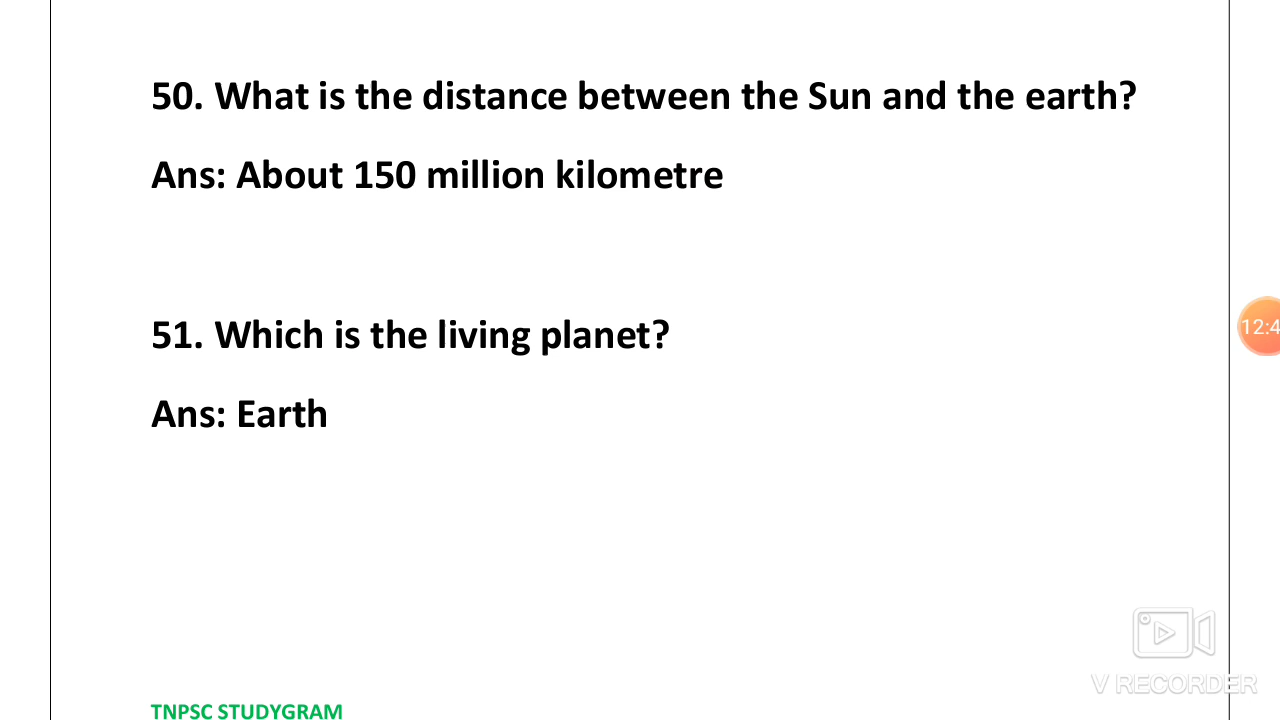 50. What is the distance between the Sun and the earth?
Ans: About 150 million kilometre
51. Which is the living planet?
Ans: Earth
12:4
V RECORDER
TNPSC STUDYGRAM